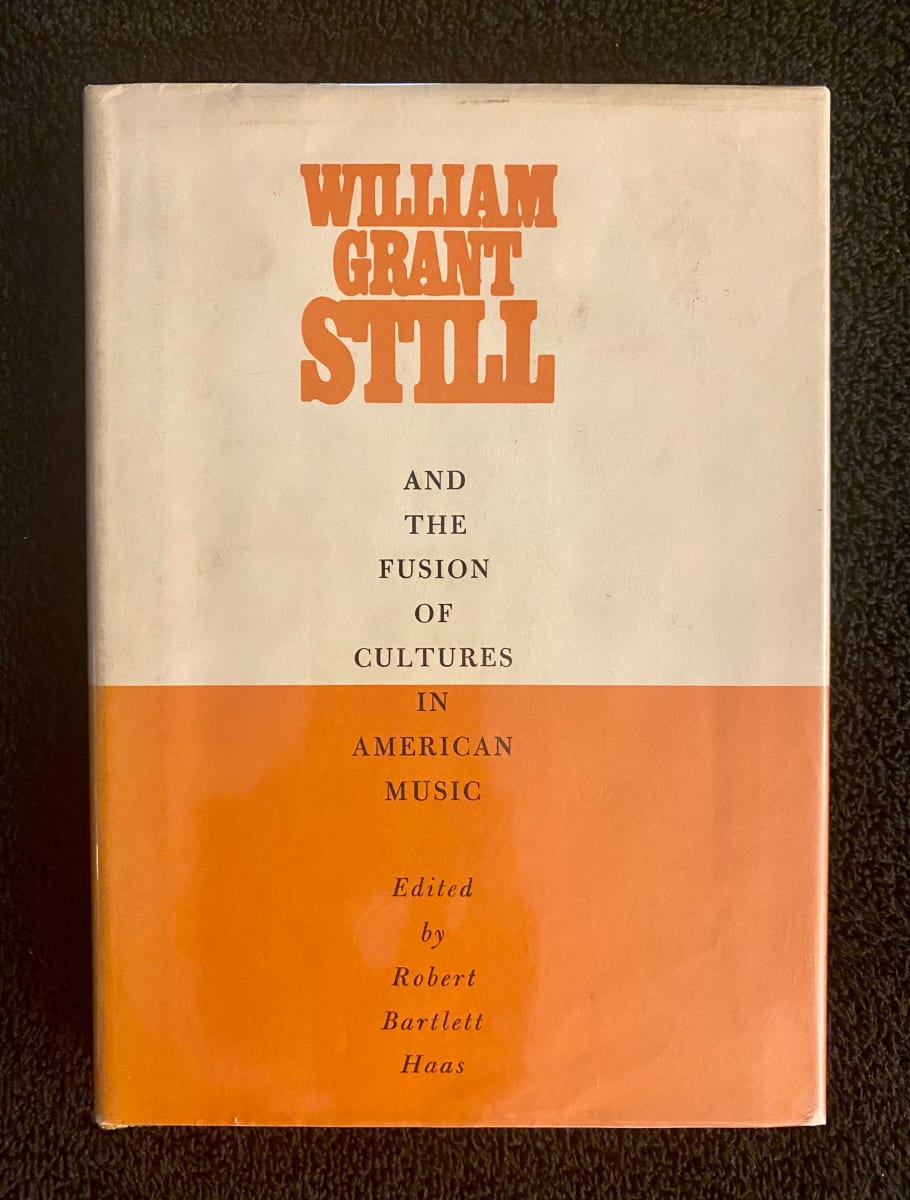 WILLIAM
GRANT
STILL
AND
THE
FUSION
OF
CULTURES
IN
AMERICAN
MUSIC
Edited
by
Robert
Bartlett
Haas